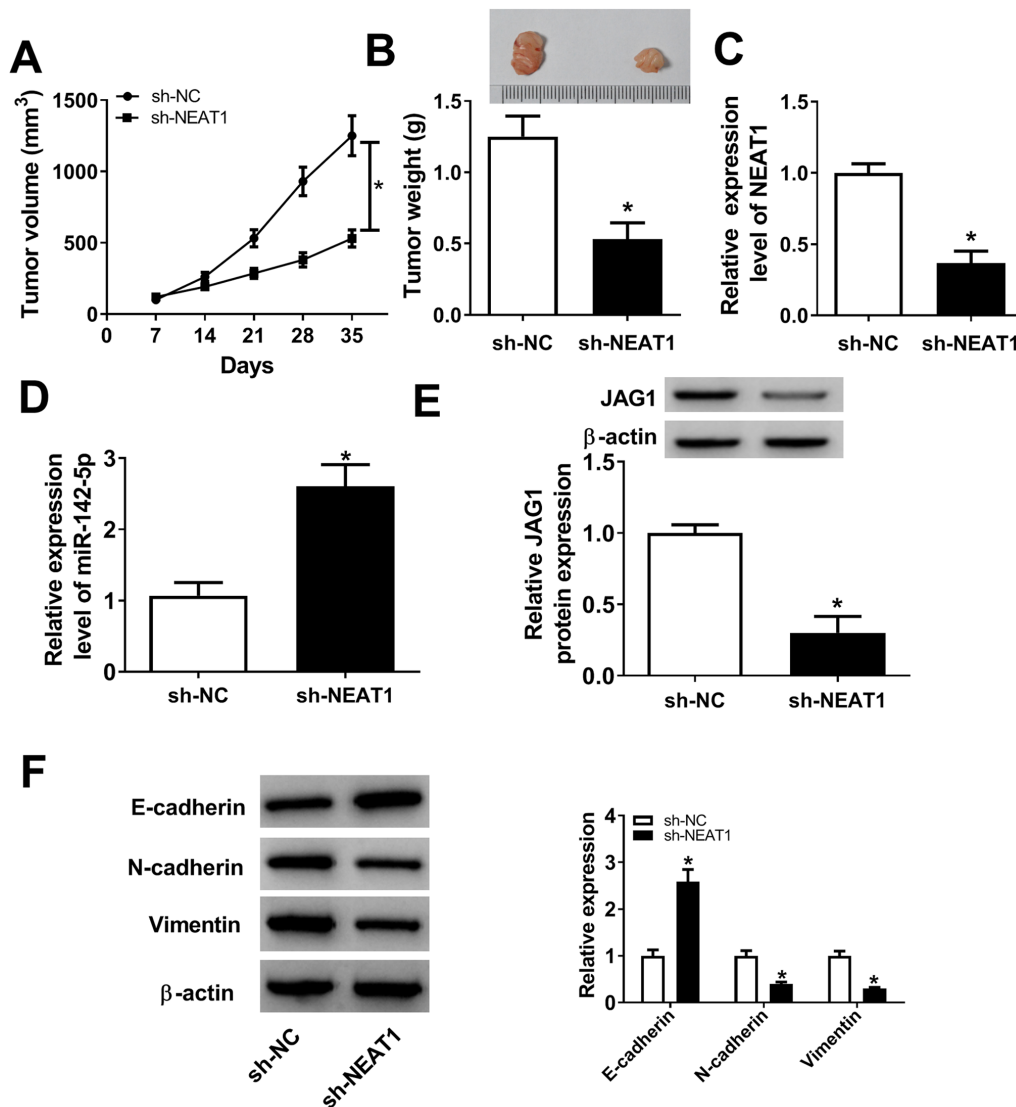 A
Tumor volume (mm³)
1500
1000
500
0
sh-NC
sh-NEAT1
*
0 7 14 21 28 35
Days
B
Tumor weight (g)
1.5
1.0
0.5
0.0
*
sh-NC sh-NEAT1
C
Relative expression
level of NEAT1
1.5
1.0
0.5
0.0
*
sh-NC sh-NEAT1
D
Relative expression
level of miR-142-5p
3
2
1
0
*
sh-NC sh-NEAT1
E
JAG1
β-actin
Relative JAG1
protein expression
1.5
1.0
0.5
0.0
*
sh-NC sh-NEAT1
F
E-cadherin
N-cadherin
Vimentin
β-actin
sh-NC
sh-NEAT1
Relative expression
4
3
2
1
0
sh-NC
sh-NEAT1
*
*
*
E-cadherin
N-cadherin
Vimentin